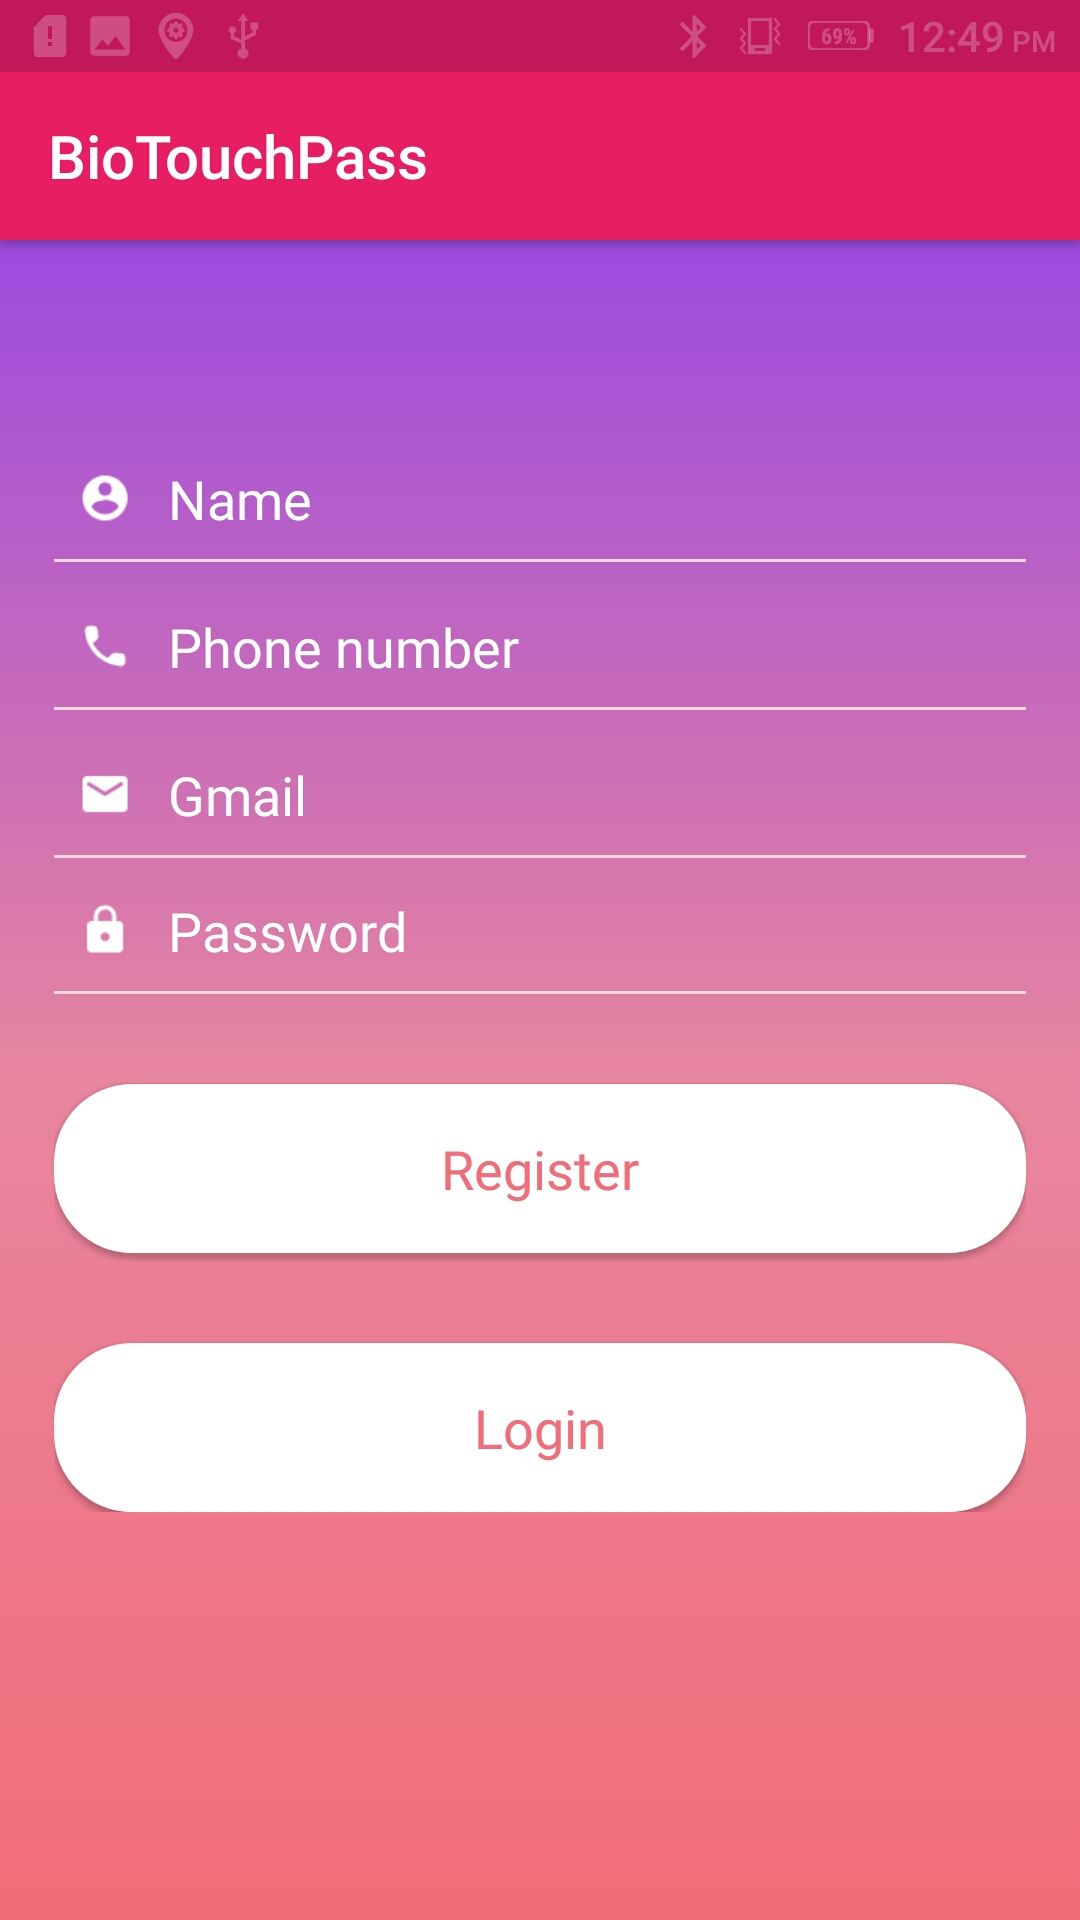 69% 12:49 PM
BioTouchPass
Name
Phone number
Gmail
Password
Register
Login